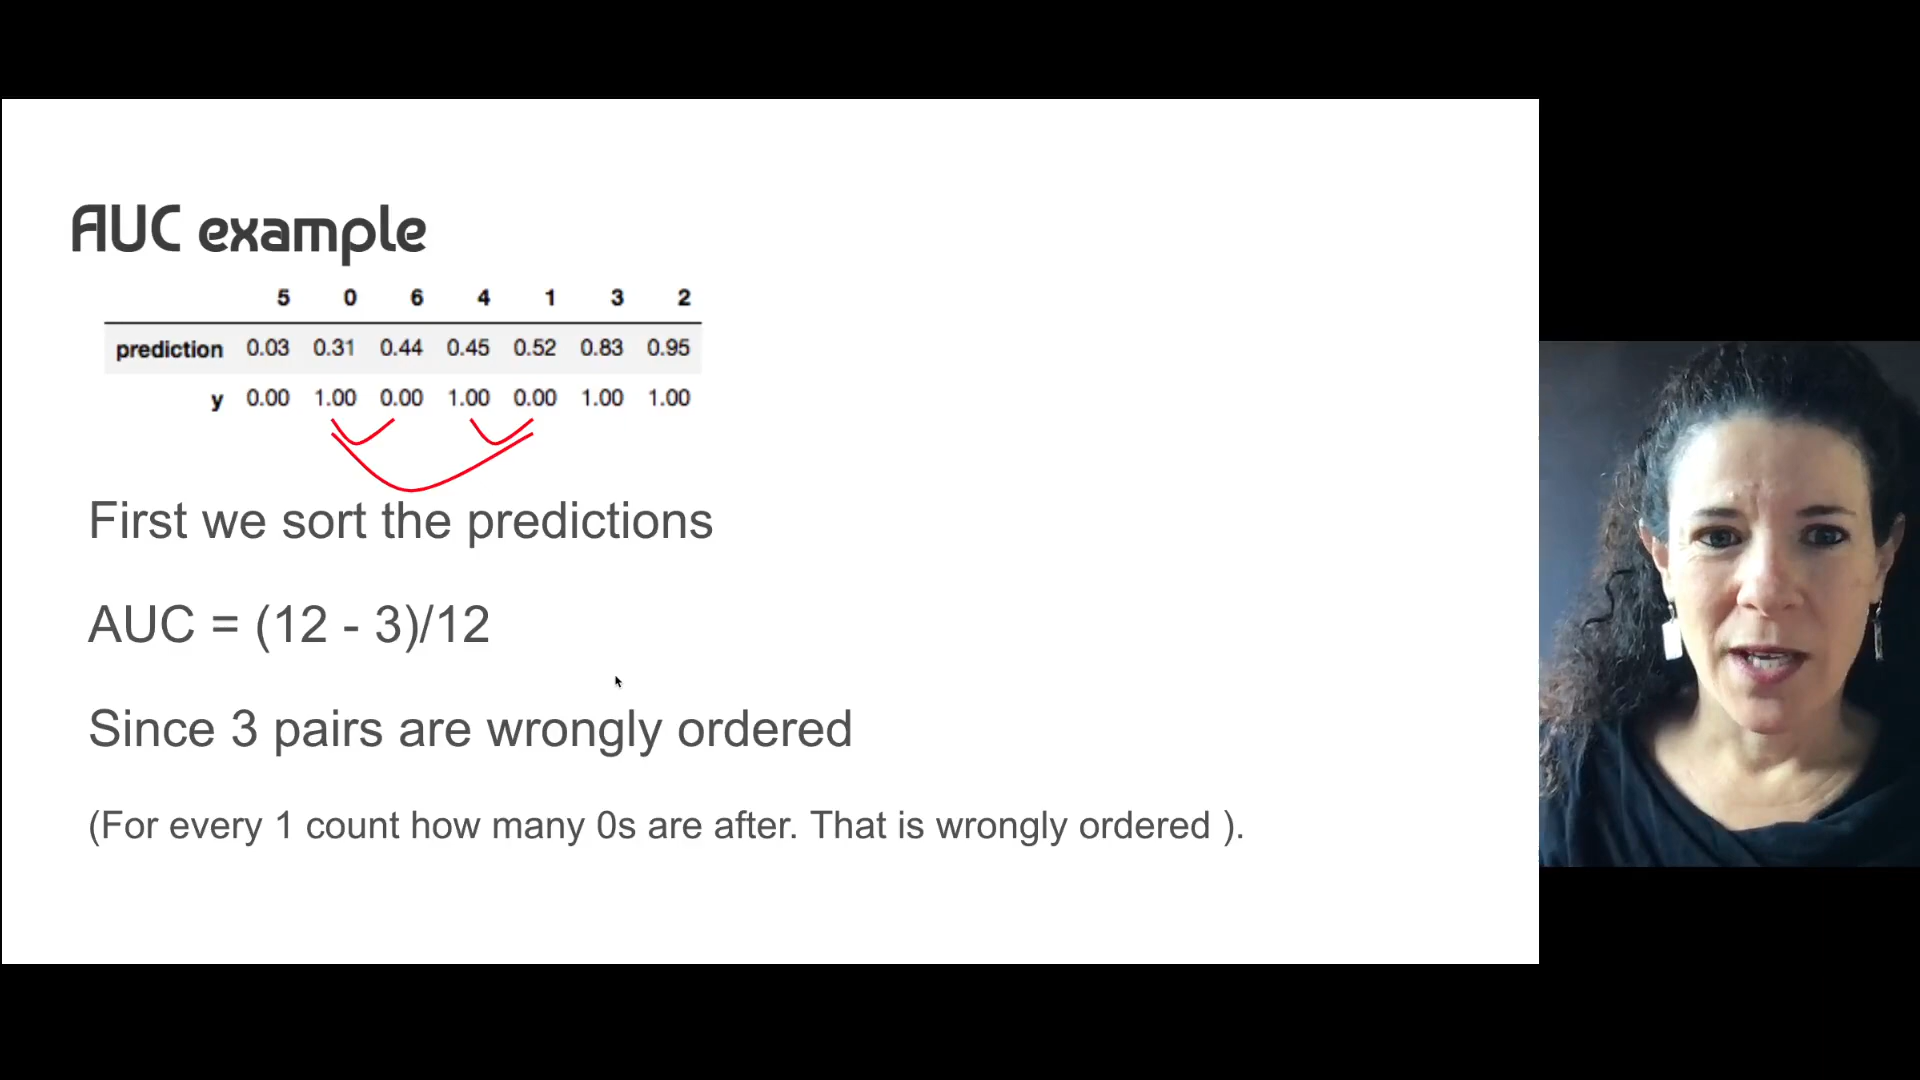 AUC example
5 0 6 4 1 3 2
prediction 0.03 0.31 0.44 0.45 0.52 0.83 0.95
y 0.00 1.00 0.00 1.00 0.00 1.00 1.00
First we sort the predictions
AUC = (12 - 3)/12
Since 3 pairs are wrongly ordered
(For every 1 count how many 0s are after. That is wrongly ordered ).